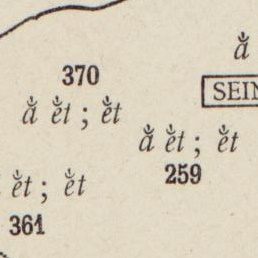 ắ
370
SEIN
ắ ĕ́t ; ĕ́t
ắ ĕ́t ; ĕ́t
259
ĕ́t ; ĕ́t
361